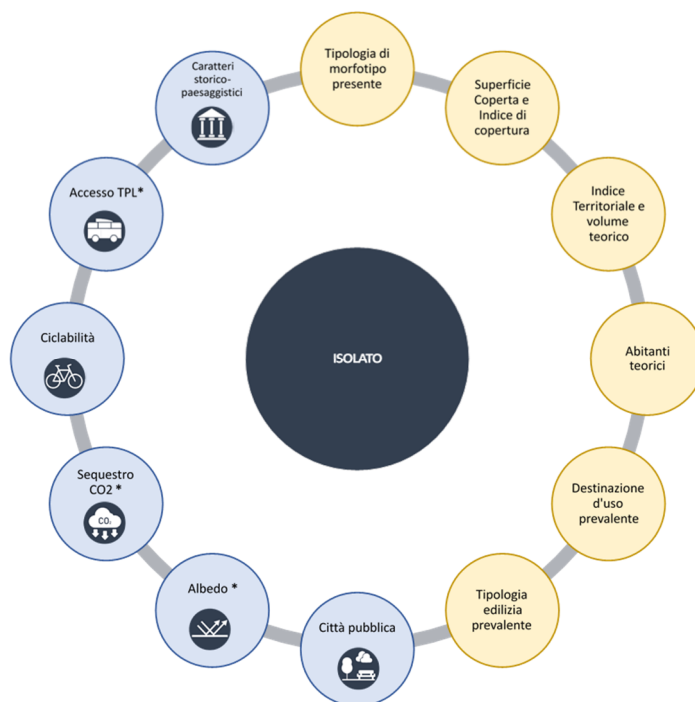 Tipologia di
morfotipo
presente
Superficie
Coperta e
Indice di
copertura
Indice
Territoriale e
volume
teorico
Abitanti
teorici
Destinazione
d'uso
prevalente
Tipologia
edilizia
prevalente
Città pubblica
Albedo *
Sequestro
CO2 *
CO₂
Ciclabilità
Accesso TPL*
Caratteri
storico-
paesaggistici
ISOLATO